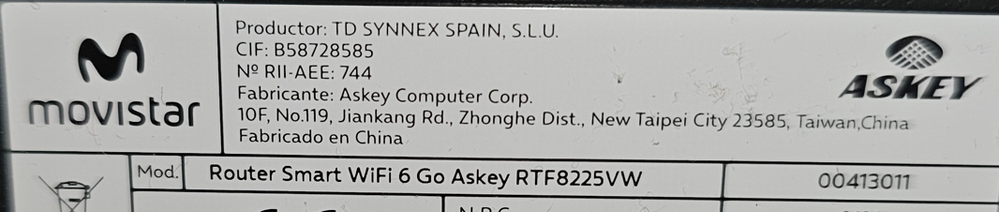 movistar
Productor: TD SYNNEX SPAIN, S.L.U.
CIF: B58728585
Nº RII-AEE: 744
Fabricante: Askey Computer Corp.
10F, No.119, Jiankang Rd., Zhonghe Dist., New Taipei City 23585, Taiwan,China
Fabricado en China
ASKEY
Mod. Router Smart WiFi 6 Go Askey RTF8225VW 00413011